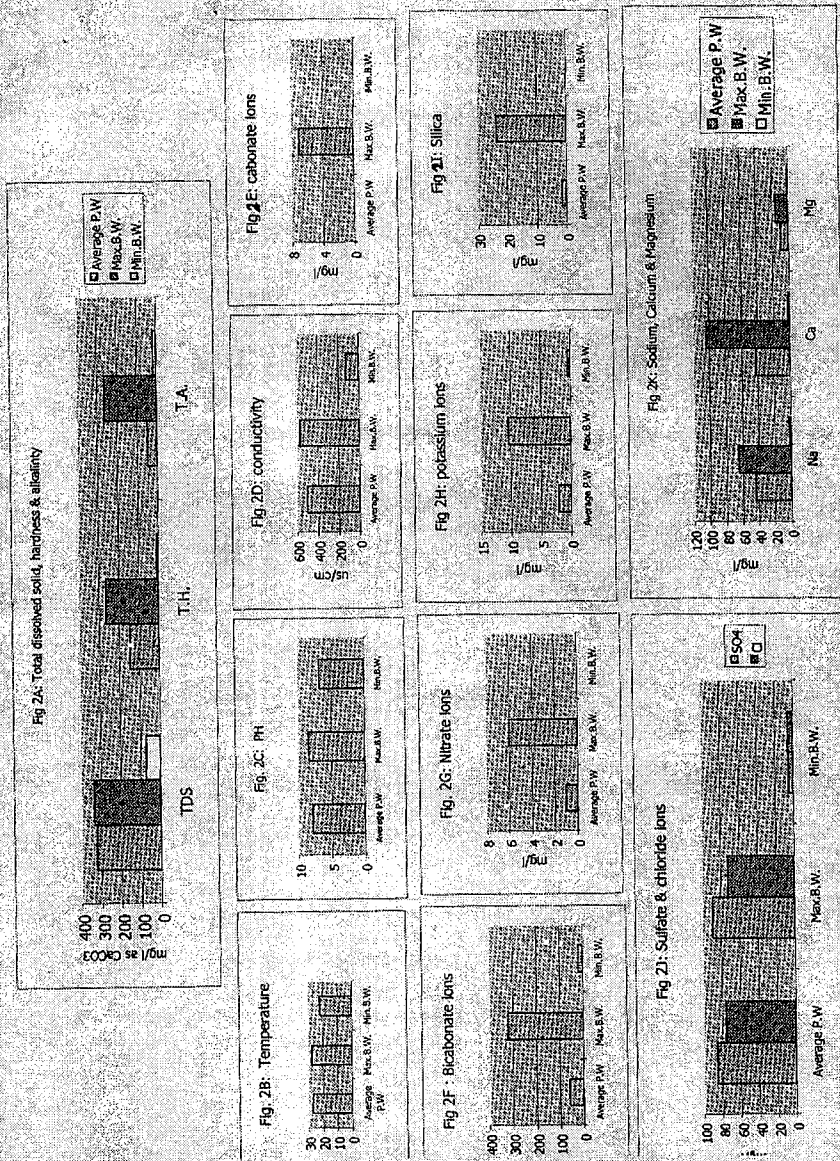 Fig 2A: Total dissolved solid, hardness & alkalinity
400
300
200
100
0
mg/l as CaCO3
TDS
T.H.
T.A.
Average P.W
Max.B.W.
Min.B.W.
Fig. 2B: Temperature
30
20
10
0
Average P.W
Max.B.W.
Min.B.W.
Fig. 2C: PH
10
5
0
Average P.W
Max.B.W.
Min.B.W.
Fig. 2D: conductivity
600
400
200
0
us/cm
Average P.W
Max.B.W.
Min.B.W.
Fig 2E: cabonate Ions
8
4
0
mg/l
Average P.W
Max.B.W.
Min.B.W.
Fig 2F : Bicabonate Ions
400
300
200
100
0
Average P.W
Max.B.W.
Min.B.W.
Fig. 2G: Nitrate Ions
8
6
4
2
0
mg/l
Average P.W
Max.B.W.
Min.B.W.
Fig 2H: potassium Ions
15
10
5
0
mg/l
Average P.W
Max.B.W.
Min.B.W.
Fig 2I: Silica
30
20
10
0
mg/l
Average P.W
Max.B.W.
Min.B.W.
Fig 2J: Sulfate & chloride ions
100
80
60
40
20
0
Average P.W
Max.B.W.
Min.B.W.
SO4
Cl
Fig 2K: Sodium, Calcium & Magnesium
120
100
80
60
40
20
0
mg/l
Na
Ca
Mg
Average P.W
Max.B.W.
Min.B.W.